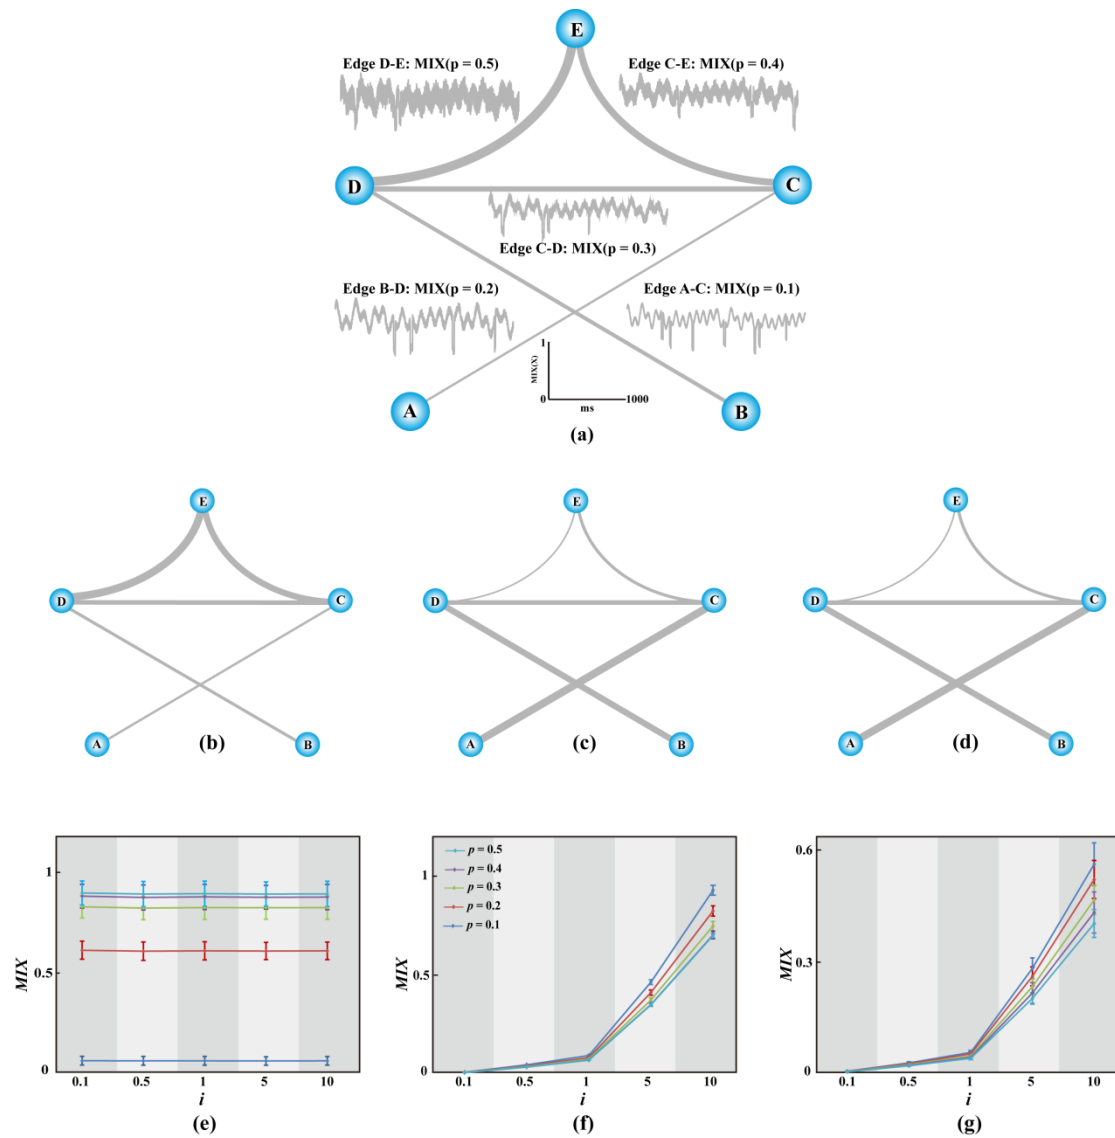 E
Edge D-E: MIX(p = 0.5)
Edge C-E: MIX(p = 0.4)
D
C
Edge C-D: MIX(p = 0.3)
Edge B-D: MIX(p = 0.2)
Edge A-C: MIX(p = 0.1)
1
MIX(X)
0
1000
ms
A
B
(a)
E
D
C
A
B
(b)
E
D
C
A
B
(c)
E
D
C
A
B
(d)
1
0.5
0
MIX
0.1 0.5 1 5 10
i
(e)
1
0.5
0
MIX
p = 0.5
p = 0.4
p = 0.3
p = 0.2
p = 0.1
0.1 0.5 1 5 10
i
(f)
0.6
0.3
0
MIX
0.1 0.5 1 5 10
i
(g)